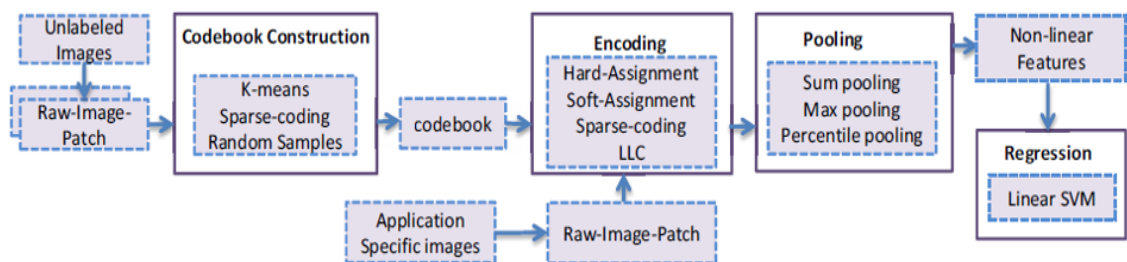 Unlabeled
Images
Raw-Image-
Patch
Codebook Construction
K-means
Sparse-coding
Random Samples
codebook
Encoding
Hard-Assignment
Soft-Assignment
Sparse-coding
LLC
Application
Specific images
Raw-Image-Patch
Pooling
Sum pooling
Max pooling
Percentile pooling
Non-linear
Features
Regression
Linear SVM